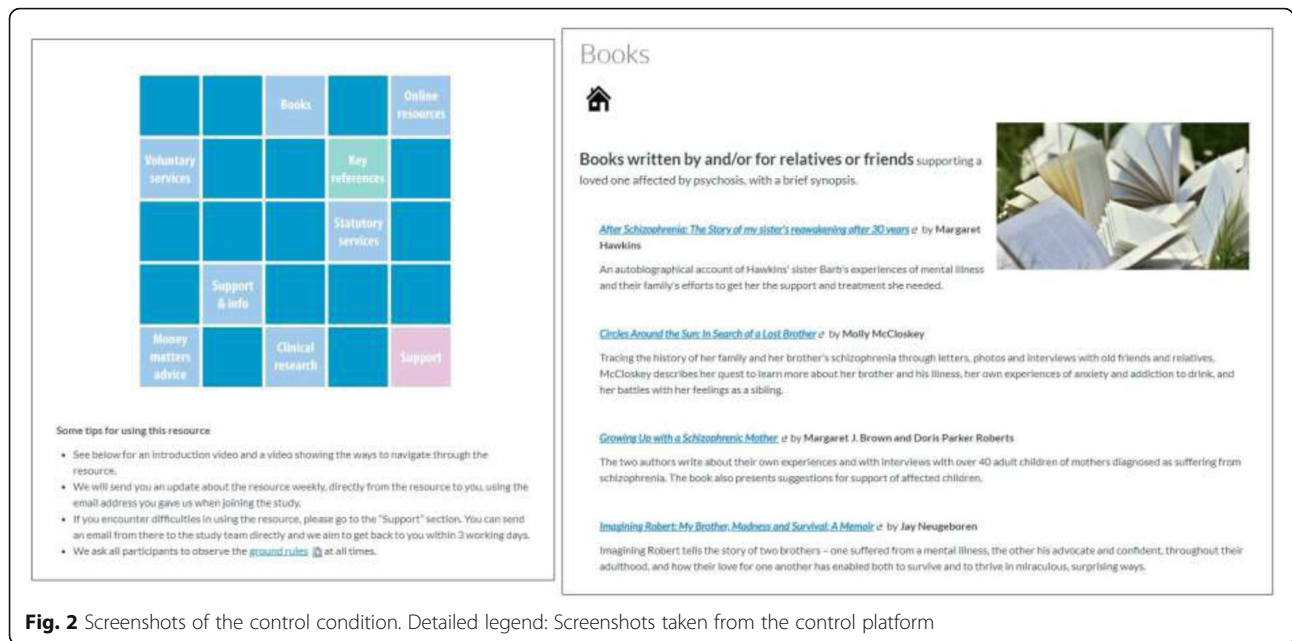 Books
Online
resources
Voluntary
services
Key
references
Statutory
services
Support
& info
Money
matters
advice
Clinical
research
Support
Some tips for using this resource
• See below for an introduction video and a video showing the ways to navigate through the
resource.
• We will send you an update about the resource weekly, directly from the resource to you, using the
email address you gave us when joining the study.
• If you encounter difficulties in using the resource, please go to the "Support" section. You can send
an email from there to the study team directly and we aim to get back to you within 3 working days.
• We ask all participants to observe the ground rules at all times.
Books
Books written by and/or for relatives or friends supporting a
loved one affected by psychosis, with a brief synopsis.
After Schizophrenia: The Story of my sister's reawakening after 30 years by Margaret
Hawkins
An autobiographical account of Hawkins' sister Barb's experiences of mental illness
and their family's efforts to get her the support and treatment she needed.
Circles Around the Sun: In Search of a Lost Brother by Molly McCloskey
Tracing the history of her family and her brother's schizophrenia through letters, photos and interviews with old friends and relatives,
McCloskey describes her quest to learn more about her brother and his illness, her own experiences of anxiety and addiction to drink, and
her battles with her feelings as a sibling.
Growing Up with a Schizophrenic Mother by Margaret J. Brown and Doris Parker Roberts
The two authors write about their own experiences and with interviews with over 40 adult children of mothers diagnosed as suffering from
schizophrenia. The book also presents suggestions for support of affected children.
Imagining Robert: My Brother, Madness and Survival: A Memoir by Jay Neugeboren
Imagining Robert tells the story of two brothers – one suffered from a mental illness, the other his advocate and confident, throughout their
adulthood, and how their love for one another has enabled both to survive and to thrive in miraculous, surprising ways.
Fig. 2 Screenshots of the control condition. Detailed legend: Screenshots taken from the control platform